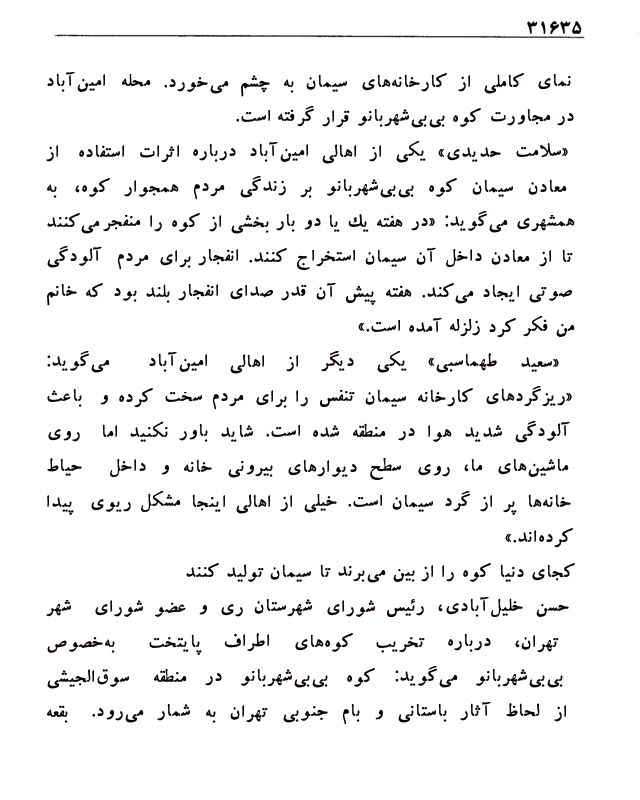 ۳۱۶۳۵
نمای کاملی از کارخانه‌های سیمان به چشم می‌خورد. محله امین‌آباد
در مجاورت کوه بی‌بی‌شهربانو قرار گرفته است.
«سلامت حدیدی» یکی از اهالی امین‌آباد درباره اثرات استفاده از
معادن سیمان کوه بی‌بی‌شهربانو بر زندگی مردم همجوار کوه، به
همشهری می‌گوید: «در هفته یك یا دو بار بخشی از کوه را منفجر می‌کنند
تا از معادن داخل آن سیمان استخراج کنند. انفجار برای مردم آلودگی
صوتی ایجاد می‌کند. هفته پیش آن قدر صدای انفجار بلند بود که خانم
من فکر کرد زلزله آمده است.»
«سعید طهماسبی» یکی دیگر از اهالی امین‌آباد می‌گوید:
«ریزگردهای کارخانه سیمان تنفس را برای مردم سخت کرده و باعث
آلودگی شدید هوا در منطقه شده است. شاید باور نکنید اما روی
ماشین‌های ما، روی سطح دیوارهای بیرونی خانه و داخل حیاط
خانه‌ها پر از گرد سیمان است. خیلی از اهالی اینجا مشکل ریوی پیدا
کرده‌اند.»
کجای دنیا کوه را از بین می‌برند تا سیمان تولید کنند
حسن خلیل‌آبادی، رئیس شورای شهرستان ری و عضو شورای شهر
تهران، درباره تخریب کوه‌های اطراف پایتخت به‌خصوص
بی‌بی‌شهربانو می‌گوید: کوه بی‌بی‌شهربانو در منطقه سوق‌الجیشی
از لحاظ آثار باستانی و بام جنوبی تهران به شمار می‌رود. بقعه